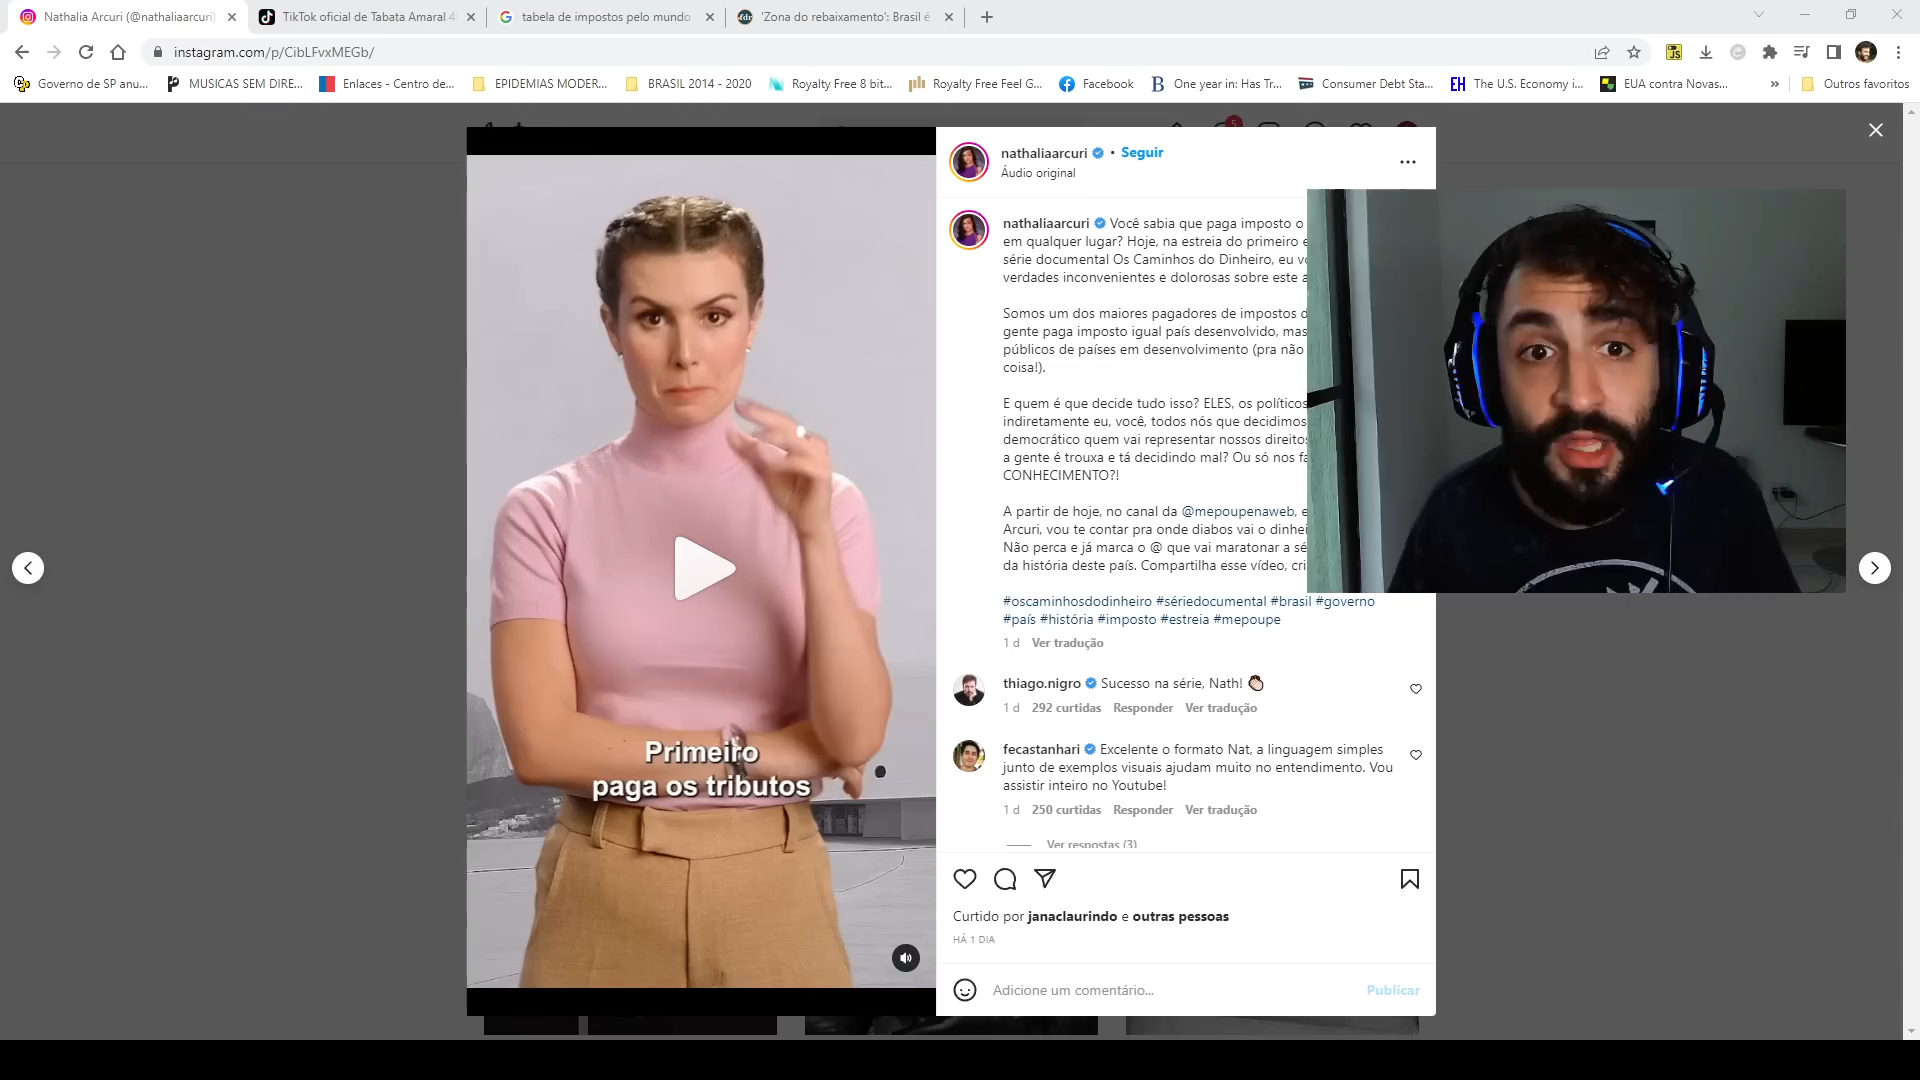 Nathalia Arcuri (@nathaliaarcuri)
TikTok oficial de Tabata Amaral 4
tabela de impostos pelo mundo
'Zona do rebaixamento': Brasil é
instagram.com/p/CibLFvxMEGb/
Governo de SP anu...
MUSICAS SEM DIRE...
Enlaces - Centro de...
EPIDEMIAS MODER...
BRASIL 2014 - 2020
Royalty Free 8 bit...
Royalty Free Feel G...
Facebook
One year in: Has Tr...
Consumer Debt Sta...
The U.S. Economy i...
EUA contra Novas...
»
Outros favoritos
5
nathaliaarcuri • Seguir
Áudio original
nathaliaarcuri Você sabia que paga imposto o
em qualquer lugar? Hoje, na estreia do primeiro e
série documental Os Caminhos do Dinheiro, eu vo
verdades inconvenientes e dolorosas sobre este a
Somos um dos maiores pagadores de impostos d
gente paga imposto igual país desenvolvido, mas
públicos de países em desenvolvimento (pra não
coisa!).
E quem é que decide tudo isso? ELES, os políticos
indiretamente eu, você, todos nós que decidimos
democrático quem vai representar nossos direitos
a gente é trouxa e tá decidindo mal? Ou só nos fa
CONHECIMENTO?!
A partir de hoje, no canal da @mepoupenaweb, e
Arcuri, vou te contar pra onde diabos vai o dinhei
Não perca e já marca o @ que vai maratonar a sé
da história deste país. Compartilha esse vídeo, cri
#oscaminhosdodinheiro #sériedocumental #brasil #governo
#país #história #imposto #estreia #mepoupe
1 d Ver tradução
thiago.nigro Sucesso na série, Nath! 👏🏻
1 d 292 curtidas Responder Ver tradução
fecastanhari Excelente o formato Nat, a linguagem simples
junto de exemplos visuais ajudam muito no entendimento. Vou
assistir inteiro no Youtube!
1 d 250 curtidas Responder Ver tradução
Ver respostas (3)
Curtido por janaclaurindo e outras pessoas
HÁ 1 DIA
Adicione um comentário...
Publicar
Primeiro
paga os tributos